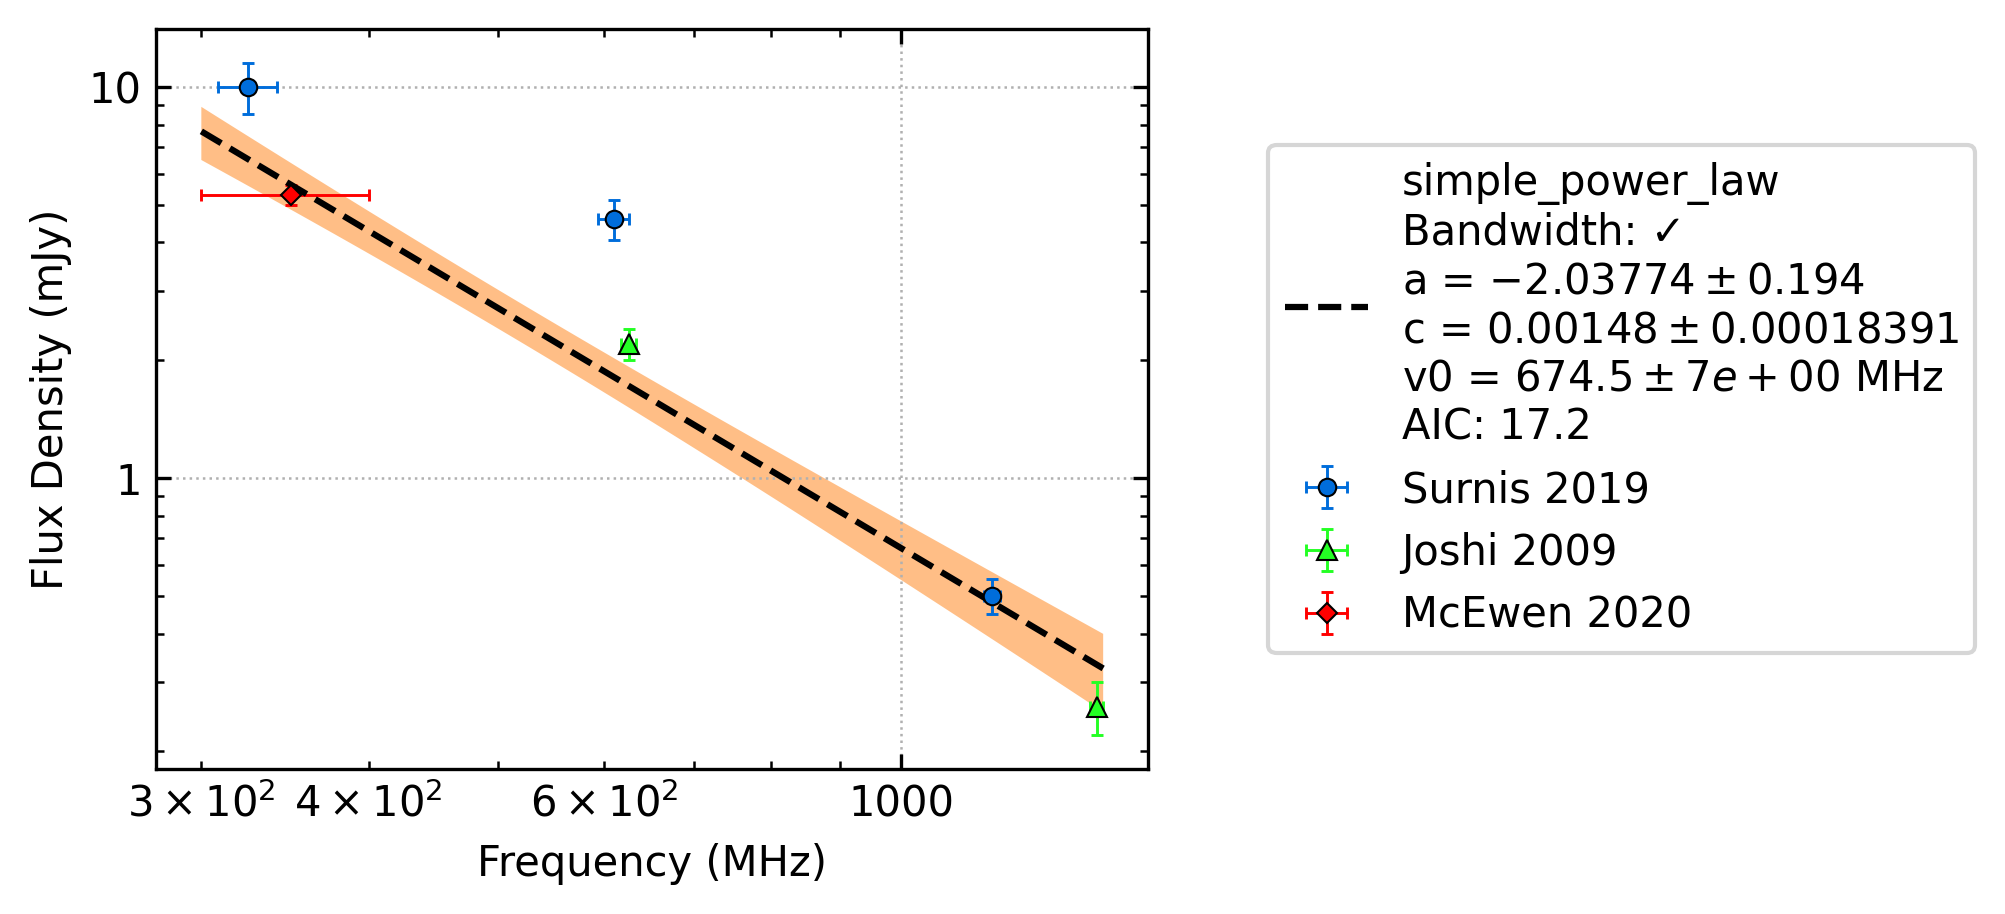 10
1
Flux Density (mJy)
3 × 10² 4 × 10² 6 × 10² 1000
Frequency (MHz)
simple_power_law
Bandwidth: ✓
a = −2.03774 ± 0.194
c = 0.00148 ± 0.00018391
v0 = 674.5 ± 7e + 00 MHz
AIC: 17.2
Surnis 2019
Joshi 2009
McEwen 2020